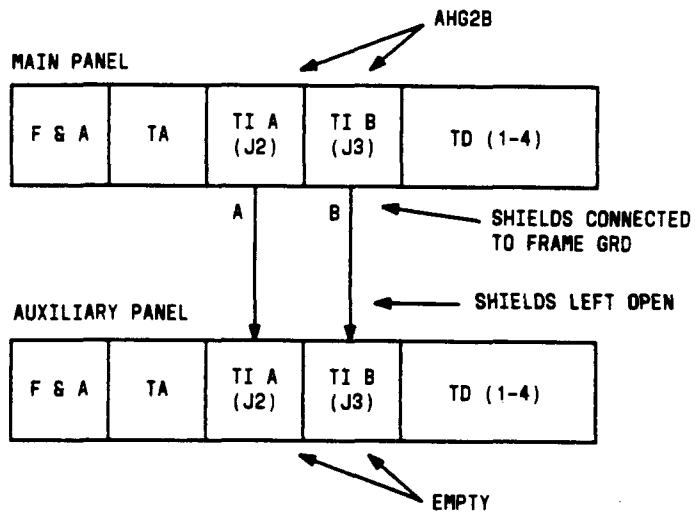 AHG2B
MAIN PANEL
F & A TA TI A (J2) TI B (J3) TD (1-4)
A B
SHIELDS CONNECTED
TO FRAME GRD
SHIELDS LEFT OPEN
AUXILIARY PANEL
F & A TA TI A (J2) TI B (J3) TD (1-4)
EMPTY